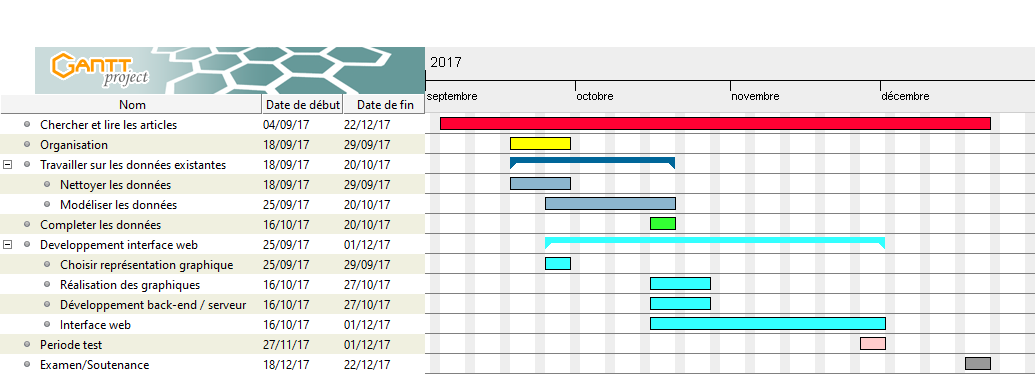 GANTT
project
2017
septembre octobre novembre décembre
Nom Date de début Date de fin
Chercher et lire les articles 04/09/17 22/12/17
Organisation 18/09/17 29/09/17
Travailler sur les données existantes 18/09/17 20/10/17
Nettoyer les données 18/09/17 29/09/17
Modéliser les données 25/09/17 20/10/17
Completer les données 16/10/17 20/10/17
Developpement interface web 25/09/17 01/12/17
Choisir représentation graphique 25/09/17 29/09/17
Réalisation des graphiques 16/10/17 27/10/17
Développement back-end / serveur 16/10/17 27/10/17
Interface web 16/10/17 01/12/17
Periode test 27/11/17 01/12/17
Examen/Soutenance 18/12/17 22/12/17